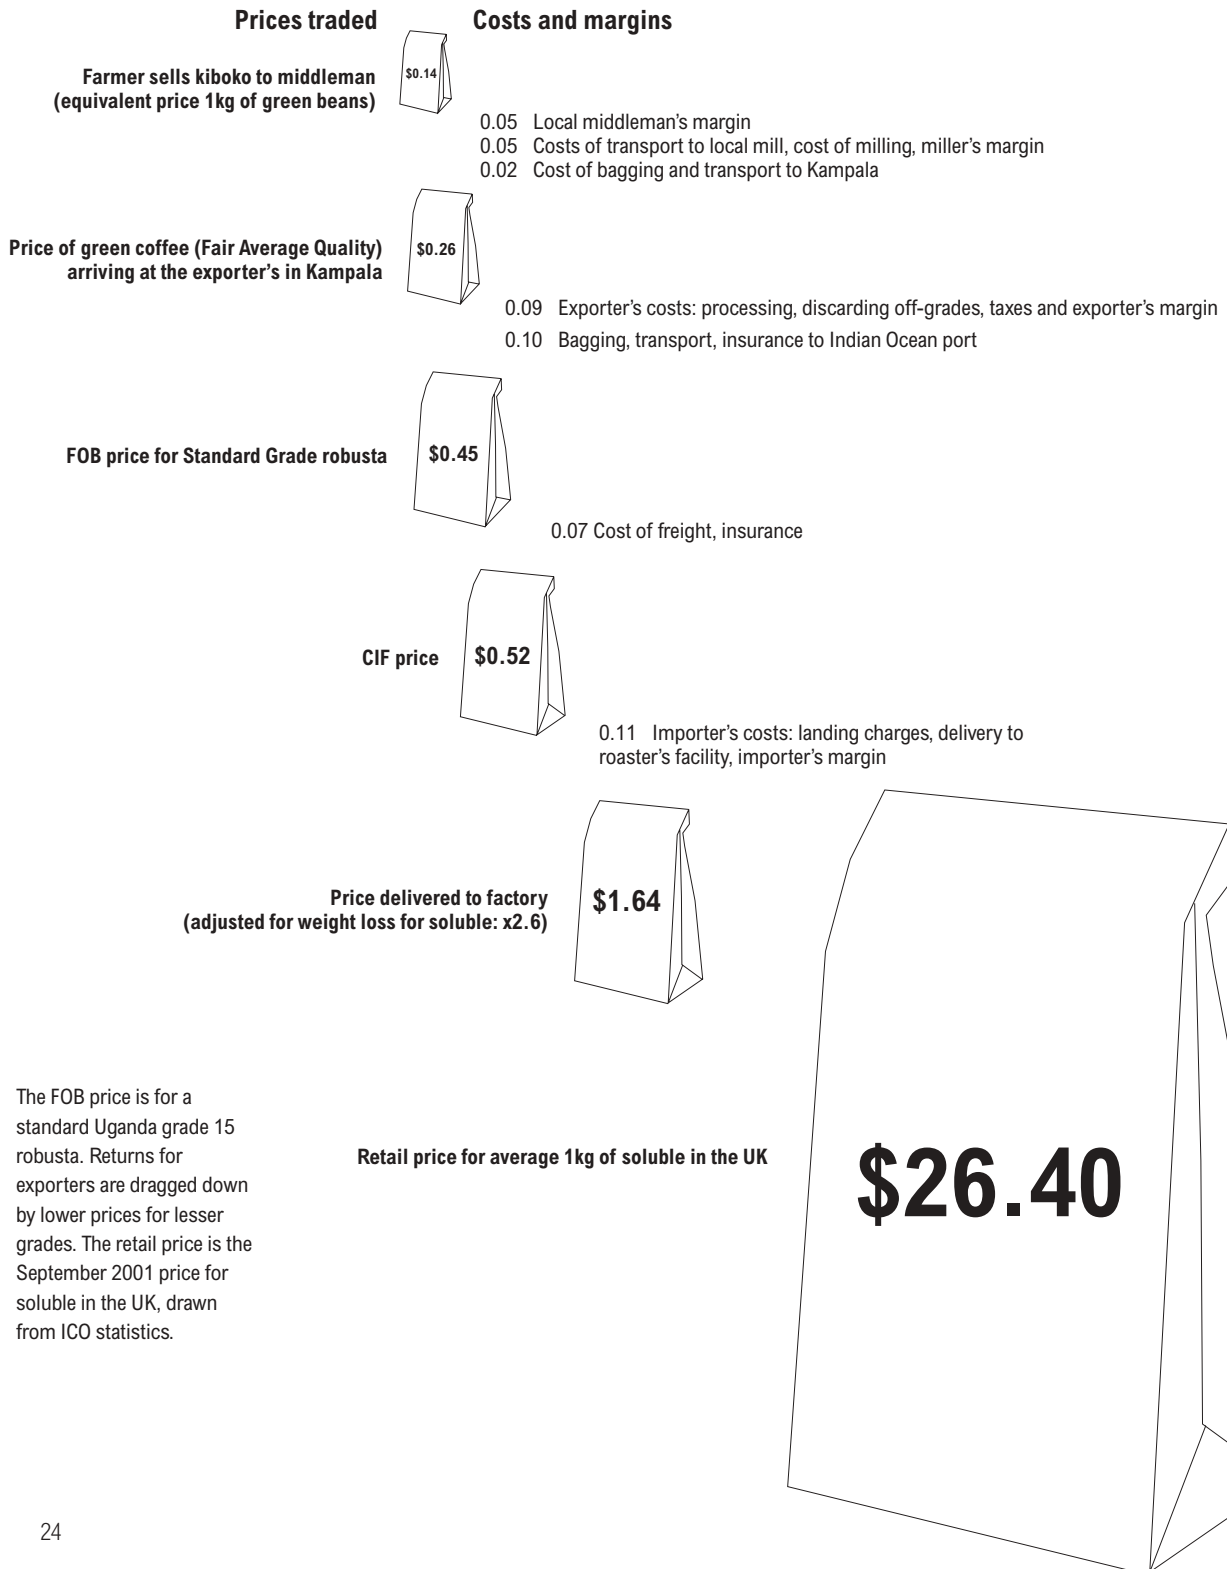 Prices traded
Costs and margins
Farmer sells kiboko to middleman
(equivalent price 1kg of green beans)
$0.14
0.05 Local middleman's margin
0.05 Costs of transport to local mill, cost of milling, miller's margin
0.02 Cost of bagging and transport to Kampala
Price of green coffee (Fair Average Quality)
arriving at the exporter's in Kampala
$0.26
0.09 Exporter's costs: processing, discarding off-grades, taxes and exporter's margin
0.10 Bagging, transport, insurance to Indian Ocean port
FOB price for Standard Grade robusta
$0.45
0.07 Cost of freight, insurance
CIF price
$0.52
0.11 Importer's costs: landing charges, delivery to
roaster's facility, importer's margin
Price delivered to factory
(adjusted for weight loss for soluble: x2.6)
$1.64
Retail price for average 1kg of soluble in the UK
$26.40
The FOB price is for a
standard Uganda grade 15
robusta. Returns for
exporters are dragged down
by lower prices for lesser
grades. The retail price is the
September 2001 price for
soluble in the UK, drawn
from ICO statistics.
24